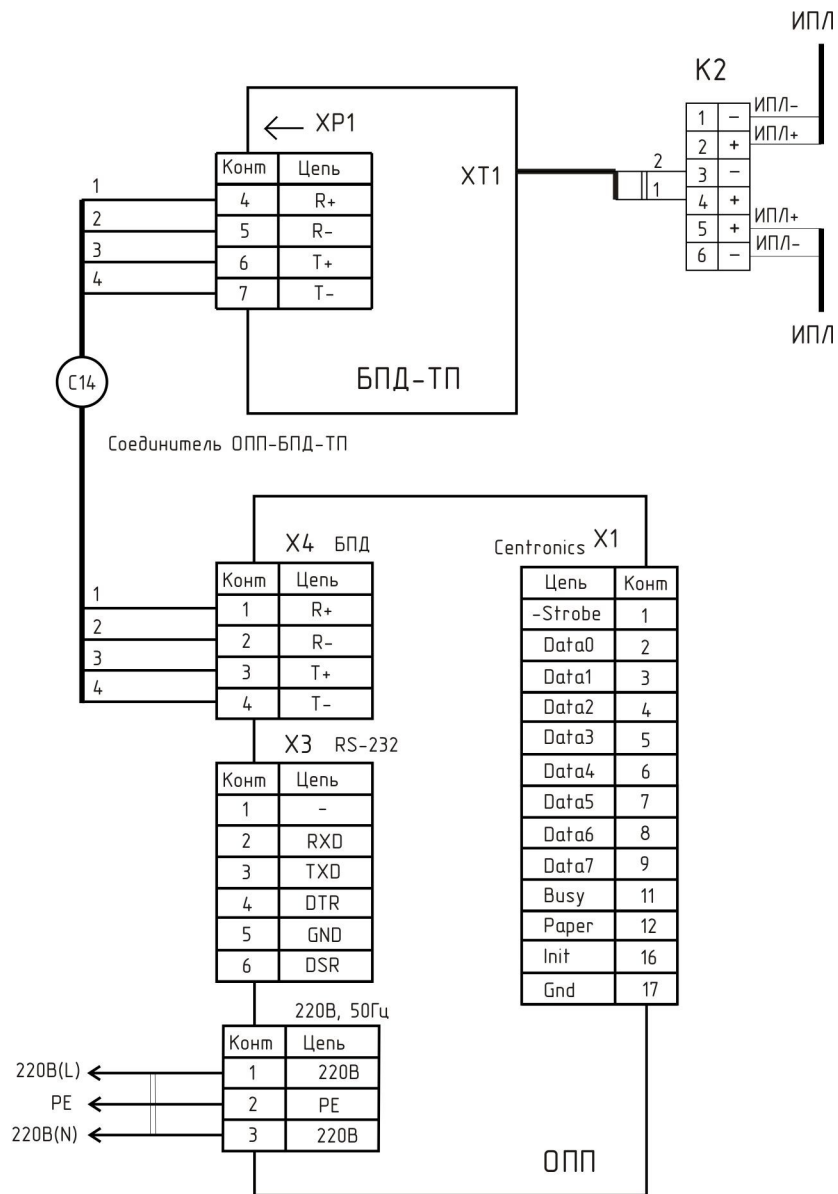 ИПЛ
К2
1 – ИПЛ-
2 + ИПЛ+
2 3 –
1 4 +
5 + ИПЛ+
6 – ИПЛ-
ИПЛ
← XP1
XT1
Конт Цепь
1 4 R+
2 5 R-
3 6 T+
4 7 T-
БПД-ТП
С14
Соединитель ОПП-БПД-ТП
X4 БПД
Конт Цепь
1 1 R+
2 2 R-
3 3 T+
4 4 T-
X3 RS-232
Конт Цепь
1 -
2 RXD
3 TXD
4 DTR
5 GND
6 DSR
220В, 50Гц
Конт Цепь
220В(L) 1 220В
PE 2 PE
220В(N) 3 220В
Centronics X1
Цепь Конт
-Strobe 1
Data0 2
Data1 3
Data2 4
Data3 5
Data4 6
Data5 7
Data6 8
Data7 9
Busy 11
Paper 12
Init 16
Gnd 17
ОПП